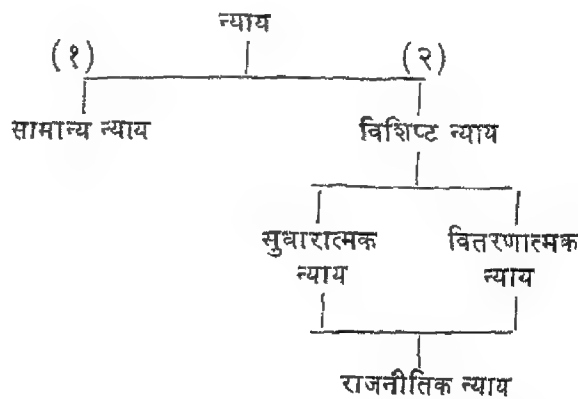 न्याय
(१) (२)
सामान्य न्याय विशिष्ट न्याय
सुधारात्मक वितरणात्मक
न्याय न्याय
राजनीतिक न्याय